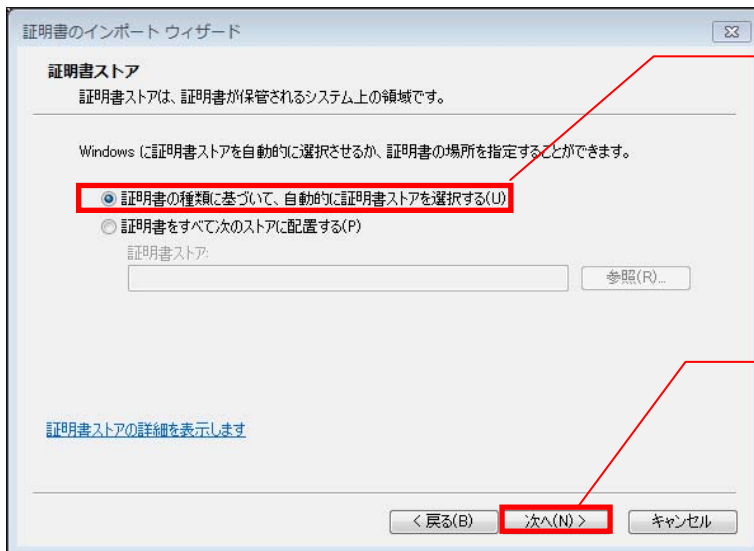 証明書のインポート ウィザード
証明書ストア
証明書ストアは、証明書が保管されるシステム上の領域です。
Windows に証明書ストアを自動的に選択させるか、証明書の場所を指定することができます。
証明書の種類に基づいて、自動的に証明書ストアを選択する(U)
証明書をすべて次のストアに配置する(P)
証明書ストア:
参照(R)...
証明書ストアの詳細を表示します
< 戻る(B)
次へ(N) >
キャンセル